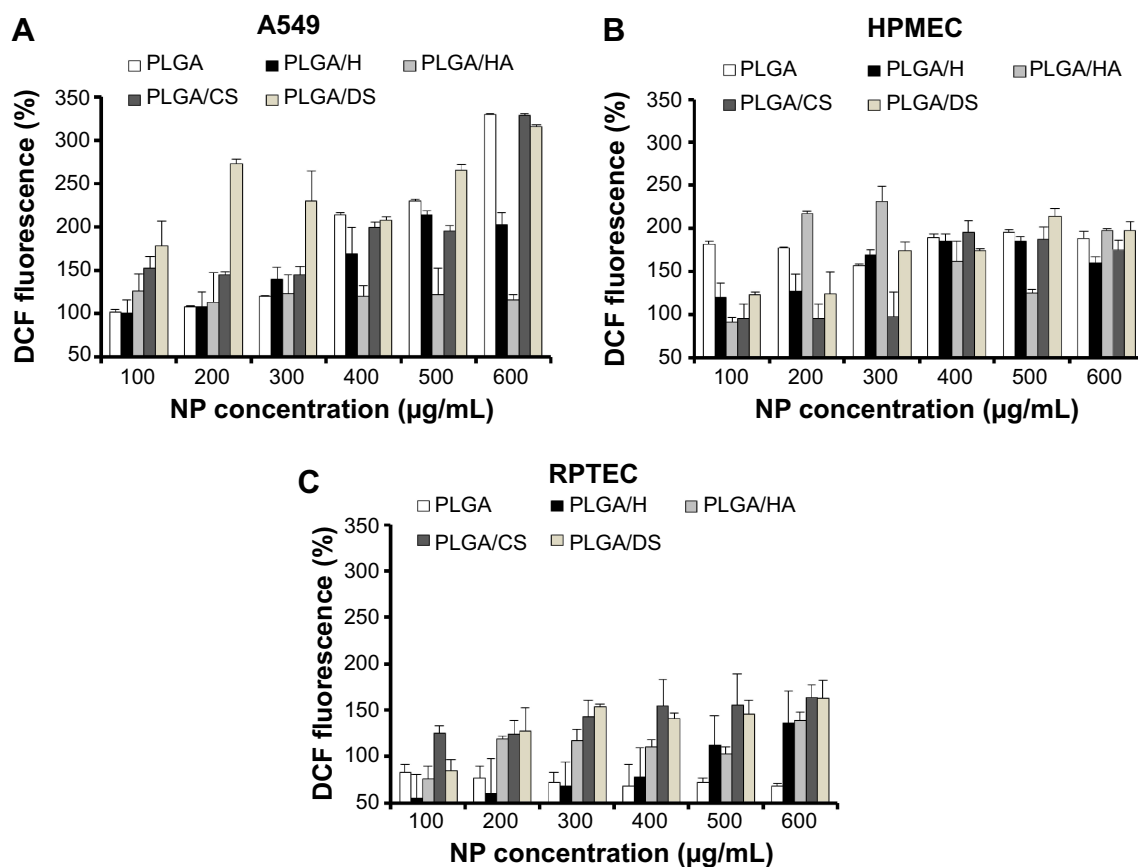 A
A549
PLGA PLGA/H PLGA/HA
PLGA/CS PLGA/DS
350
300
250
200
150
100
50
DCF fluorescence (%)
100 200 300 400 500 600
NP concentration (µg/mL)
B
HPMEC
PLGA PLGA/H PLGA/HA
PLGA/CS PLGA/DS
350
300
250
200
150
100
50
DCF fluorescence (%)
100 200 300 400 500 600
NP concentration (µg/mL)
C
RPTEC
PLGA PLGA/H PLGA/HA
PLGA/CS PLGA/DS
350
300
250
200
150
100
50
DCF fluorescence (%)
100 200 300 400 500 600
NP concentration (µg/mL)